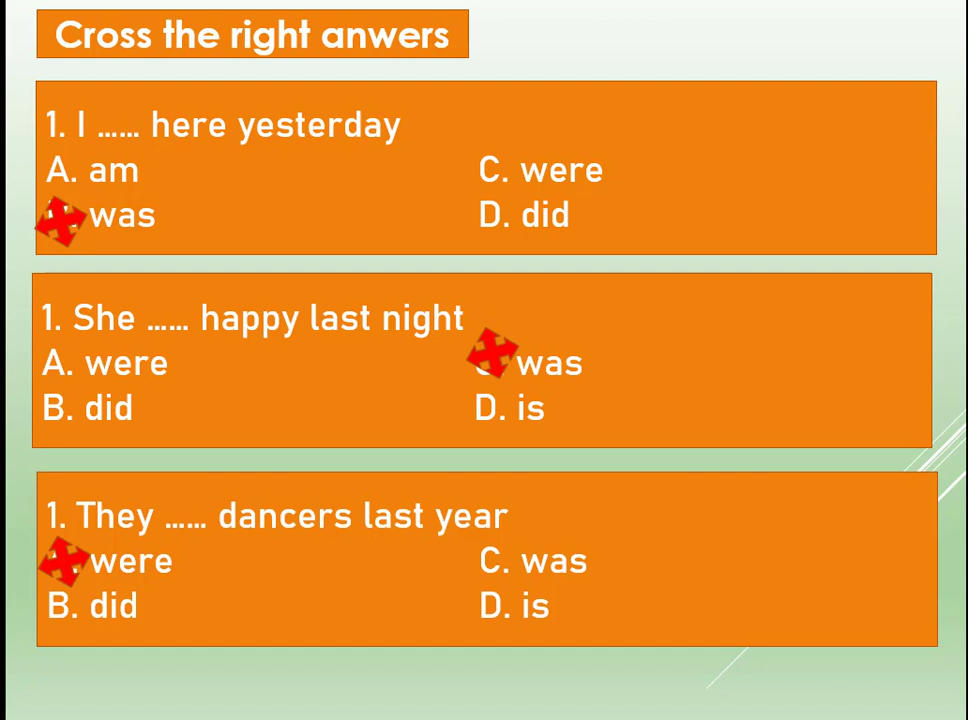 Cross the right anwers
1. I ...... here yesterday
A. am
C. were
was
D. did
1. She ...... happy last night
A. were
was
B. did
D. is
1. They ...... dancers last year
were
C. was
B. did
D. is